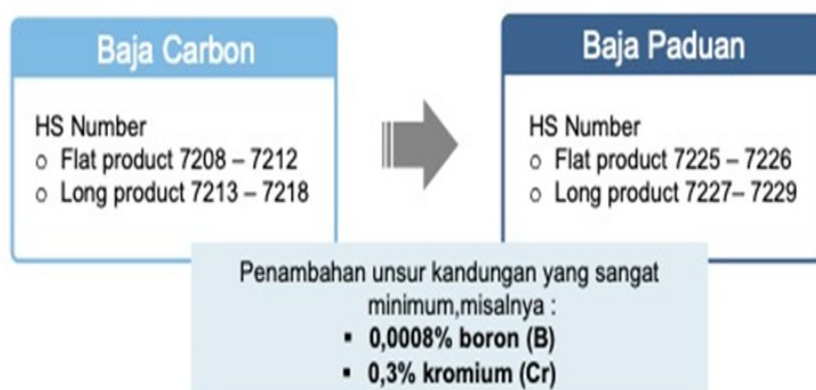 Baja Carbon
HS Number
o Flat product 7208 – 7212
o Long product 7213 – 7218
Baja Paduan
HS Number
o Flat product 7225 – 7226
o Long product 7227– 7229
Penambahan unsur kandungan yang sangat
minimum,misalnya :
▪ 0,0008% boron (B)
▪ 0,3% kromium (Cr)